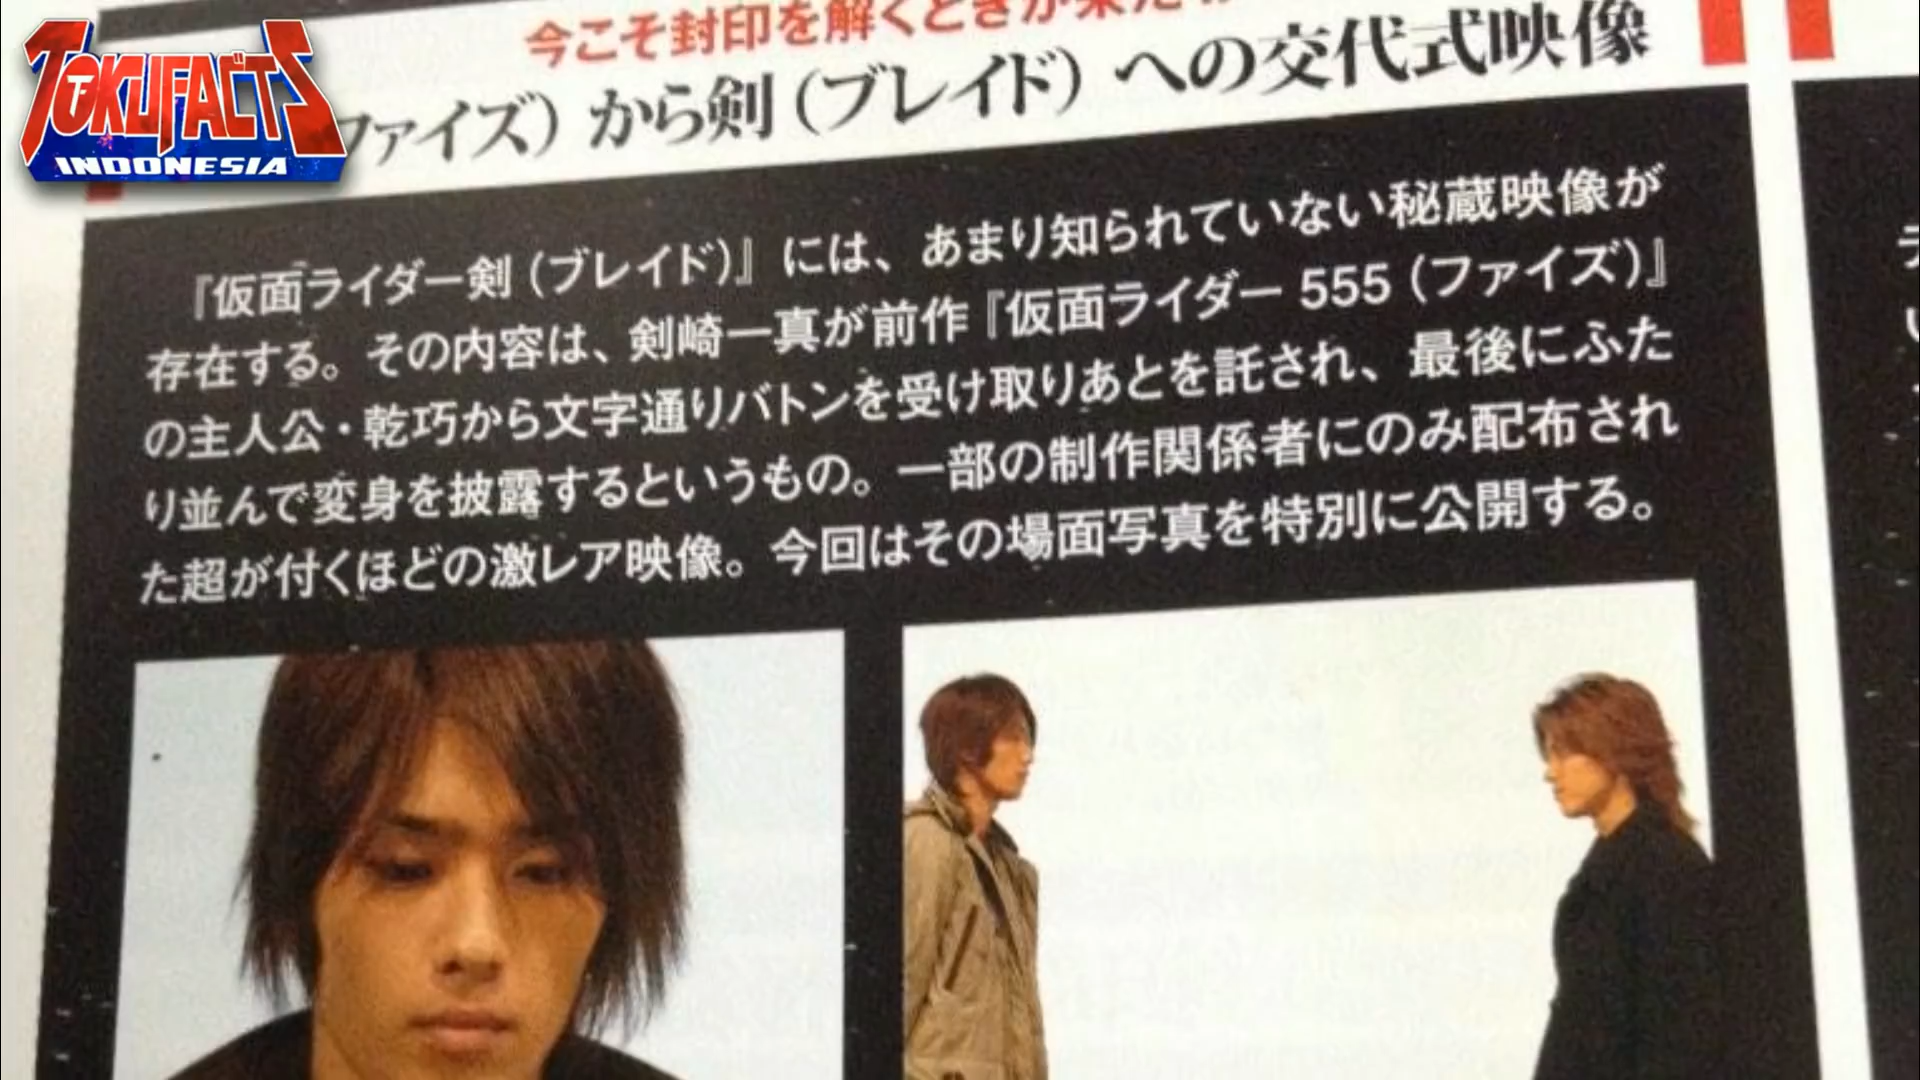 TOKUFACTS
INDONESIA
今こそ封印を解くときが来た
ファイズ）から剣（ブレイド）への交代式映像
『仮面ライダー剣（ブレイド）』には、あまり知られていない秘蔵映像が
存在する。その内容は、剣崎一真が前作『仮面ライダー 555（ファイズ）』
の主人公・乾巧から文字通りバトンを受け取りあとを託され、最後にふた
り並んで変身を披露するというもの。一部の制作関係者にのみ配布され
た超が付くほどの激レア映像。今回はその場面写真を特別に公開する。